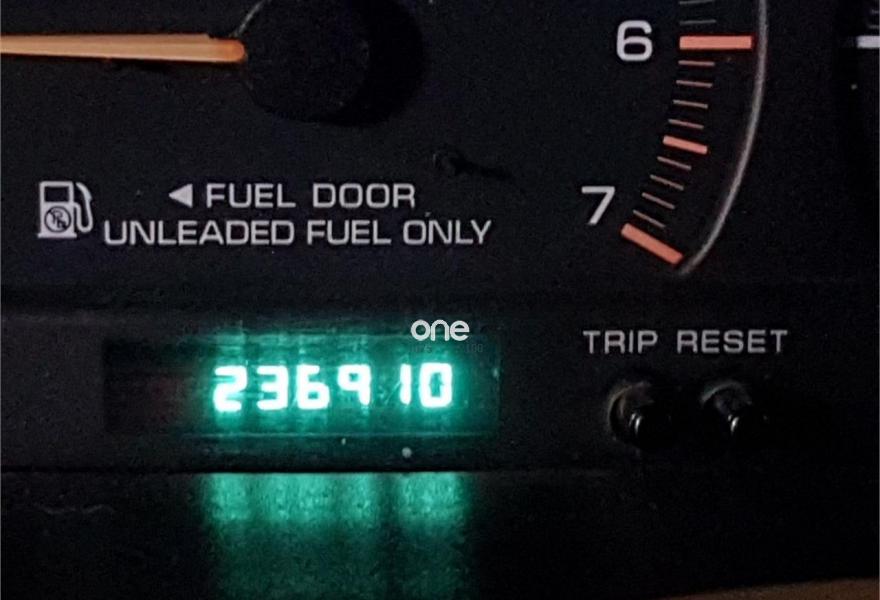 6
7
◀ FUEL DOOR
UNLEADED FUEL ONLY
one
TRIP RESET
236910